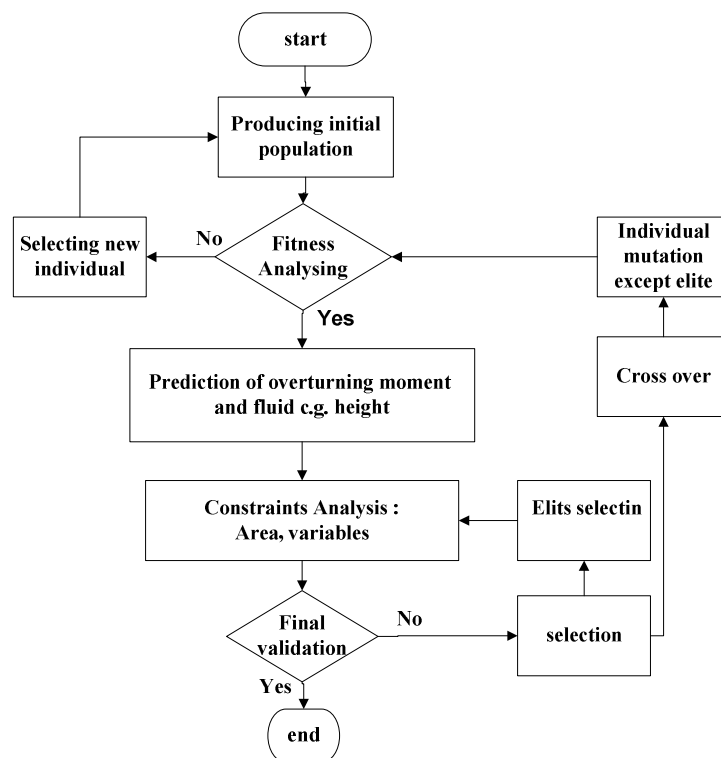 start
Producing initial
population
No
Selecting new
individual
Fitness
Analysing
Individual
mutation
except elite
Yes
Cross over
Prediction of overturning moment
and fluid c.g. height
Constraints Analysis :
Area, variables
Elits selectin
Final
validation
No
selection
Yes
end